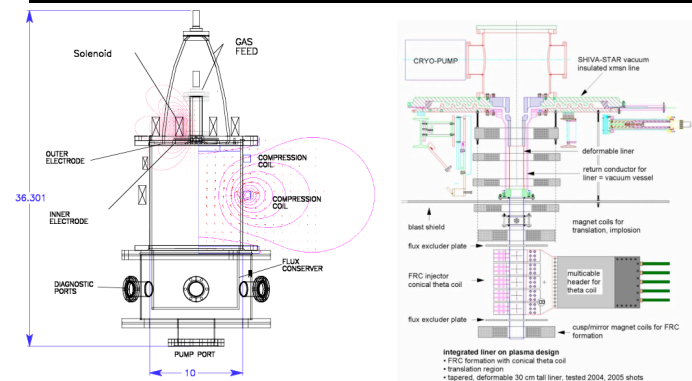 Solenoid
GAS
FEED
OUTER
ELECTRODE
COMPRESSION
COIL
36.301
COMPRESSION
COIL
INNER
ELECTRODE
FLUX
CONSERVER
DIAGNOSTIC
PORTS
PUMP PORT
10
CRYO-PUMP
SHIVA-STAR vacuum
insulated xmsn line
deformable liner
return conductor for
liner = vacuum vessel
blast shield
magnet coils for
translation, implosion
flux excluder plate
FRC injector
conical theta coil
multicable
header for
theta coil
flux excluder plate
cusp/mirror magnet coils for FRC
formation
integrated liner on plasma design
• FRC formation with conical theta coil
• translation region
• tapered, deformable 30 cm tall liner, tested 2004, 2005 shots